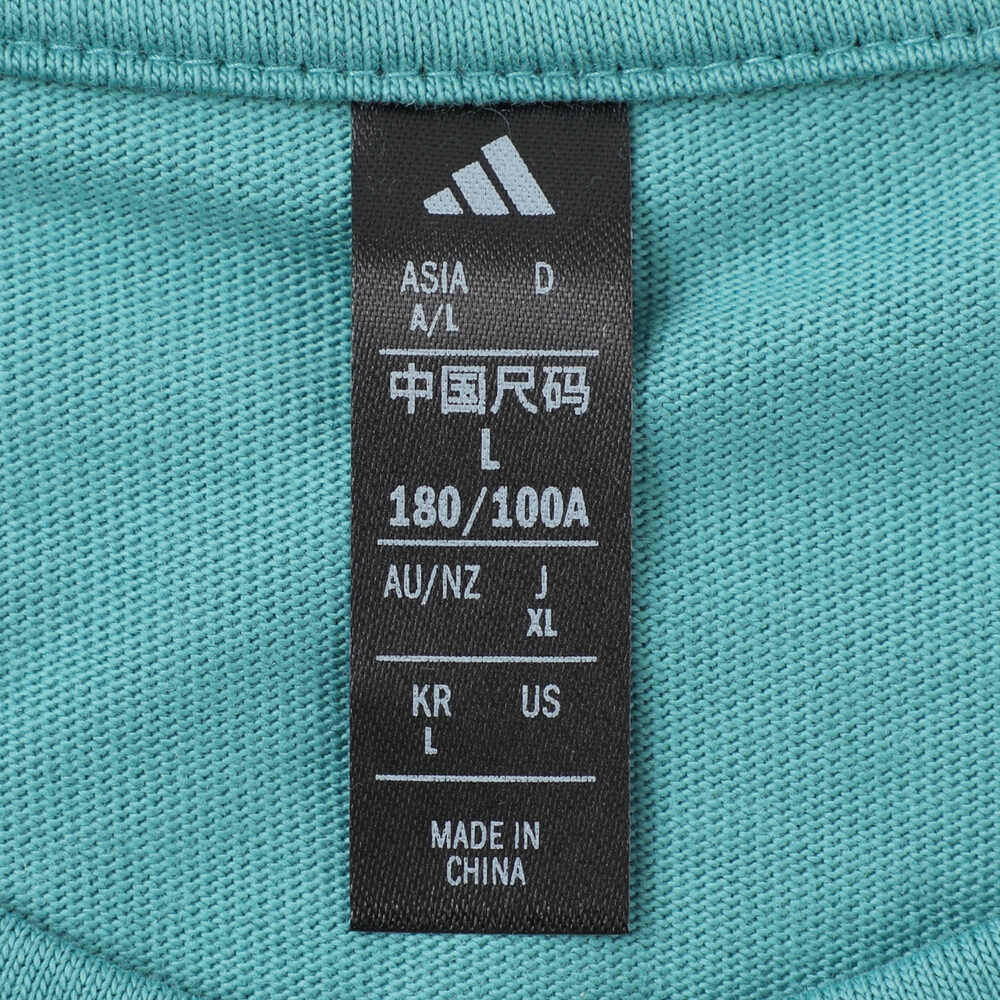 ASIA D
A/L
中国尺码
L
180/100A
AU/NZ J
XL
KR US
L
MADE IN
CHINA